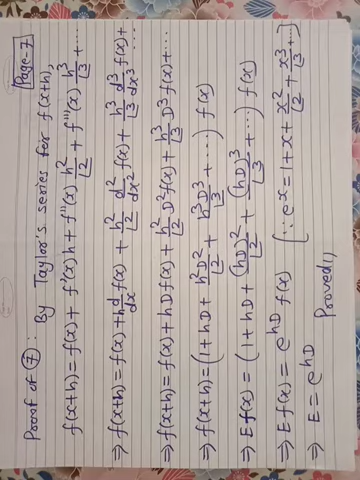 Page-7
Proof of ⑦: By Taylor's series for f(x+h),
f(x+h) = f(x) + f'(x) h + f''(x) h²/⌊2 + f'''(x) h³/⌊3 + ....
⇒ f(x+h) = f(x) + h d/dx f(x) + h²/⌊2 d²/dx² f(x) + h³/⌊3 d³/dx³ f(x) + ...
⇒ f(x+h) = f(x) + hD f(x) + h²/⌊2 D² f(x) + h³/⌊3 D³ f(x) + ...
⇒ f(x+h) = (1 + hD + h²D²/⌊2 + h³D³/⌊3 + ...) f(x)
⇒ E f(x) = (1 + hD + (hD)²/⌊2 + (hD)³/⌊3 + ...) f(x)
⇒ E f(x) = e^hD f(x) [∵ e^x = 1 + x + x²/⌊2 + x³/⌊3 + ...]
⇒ E = e^hD
Proved//